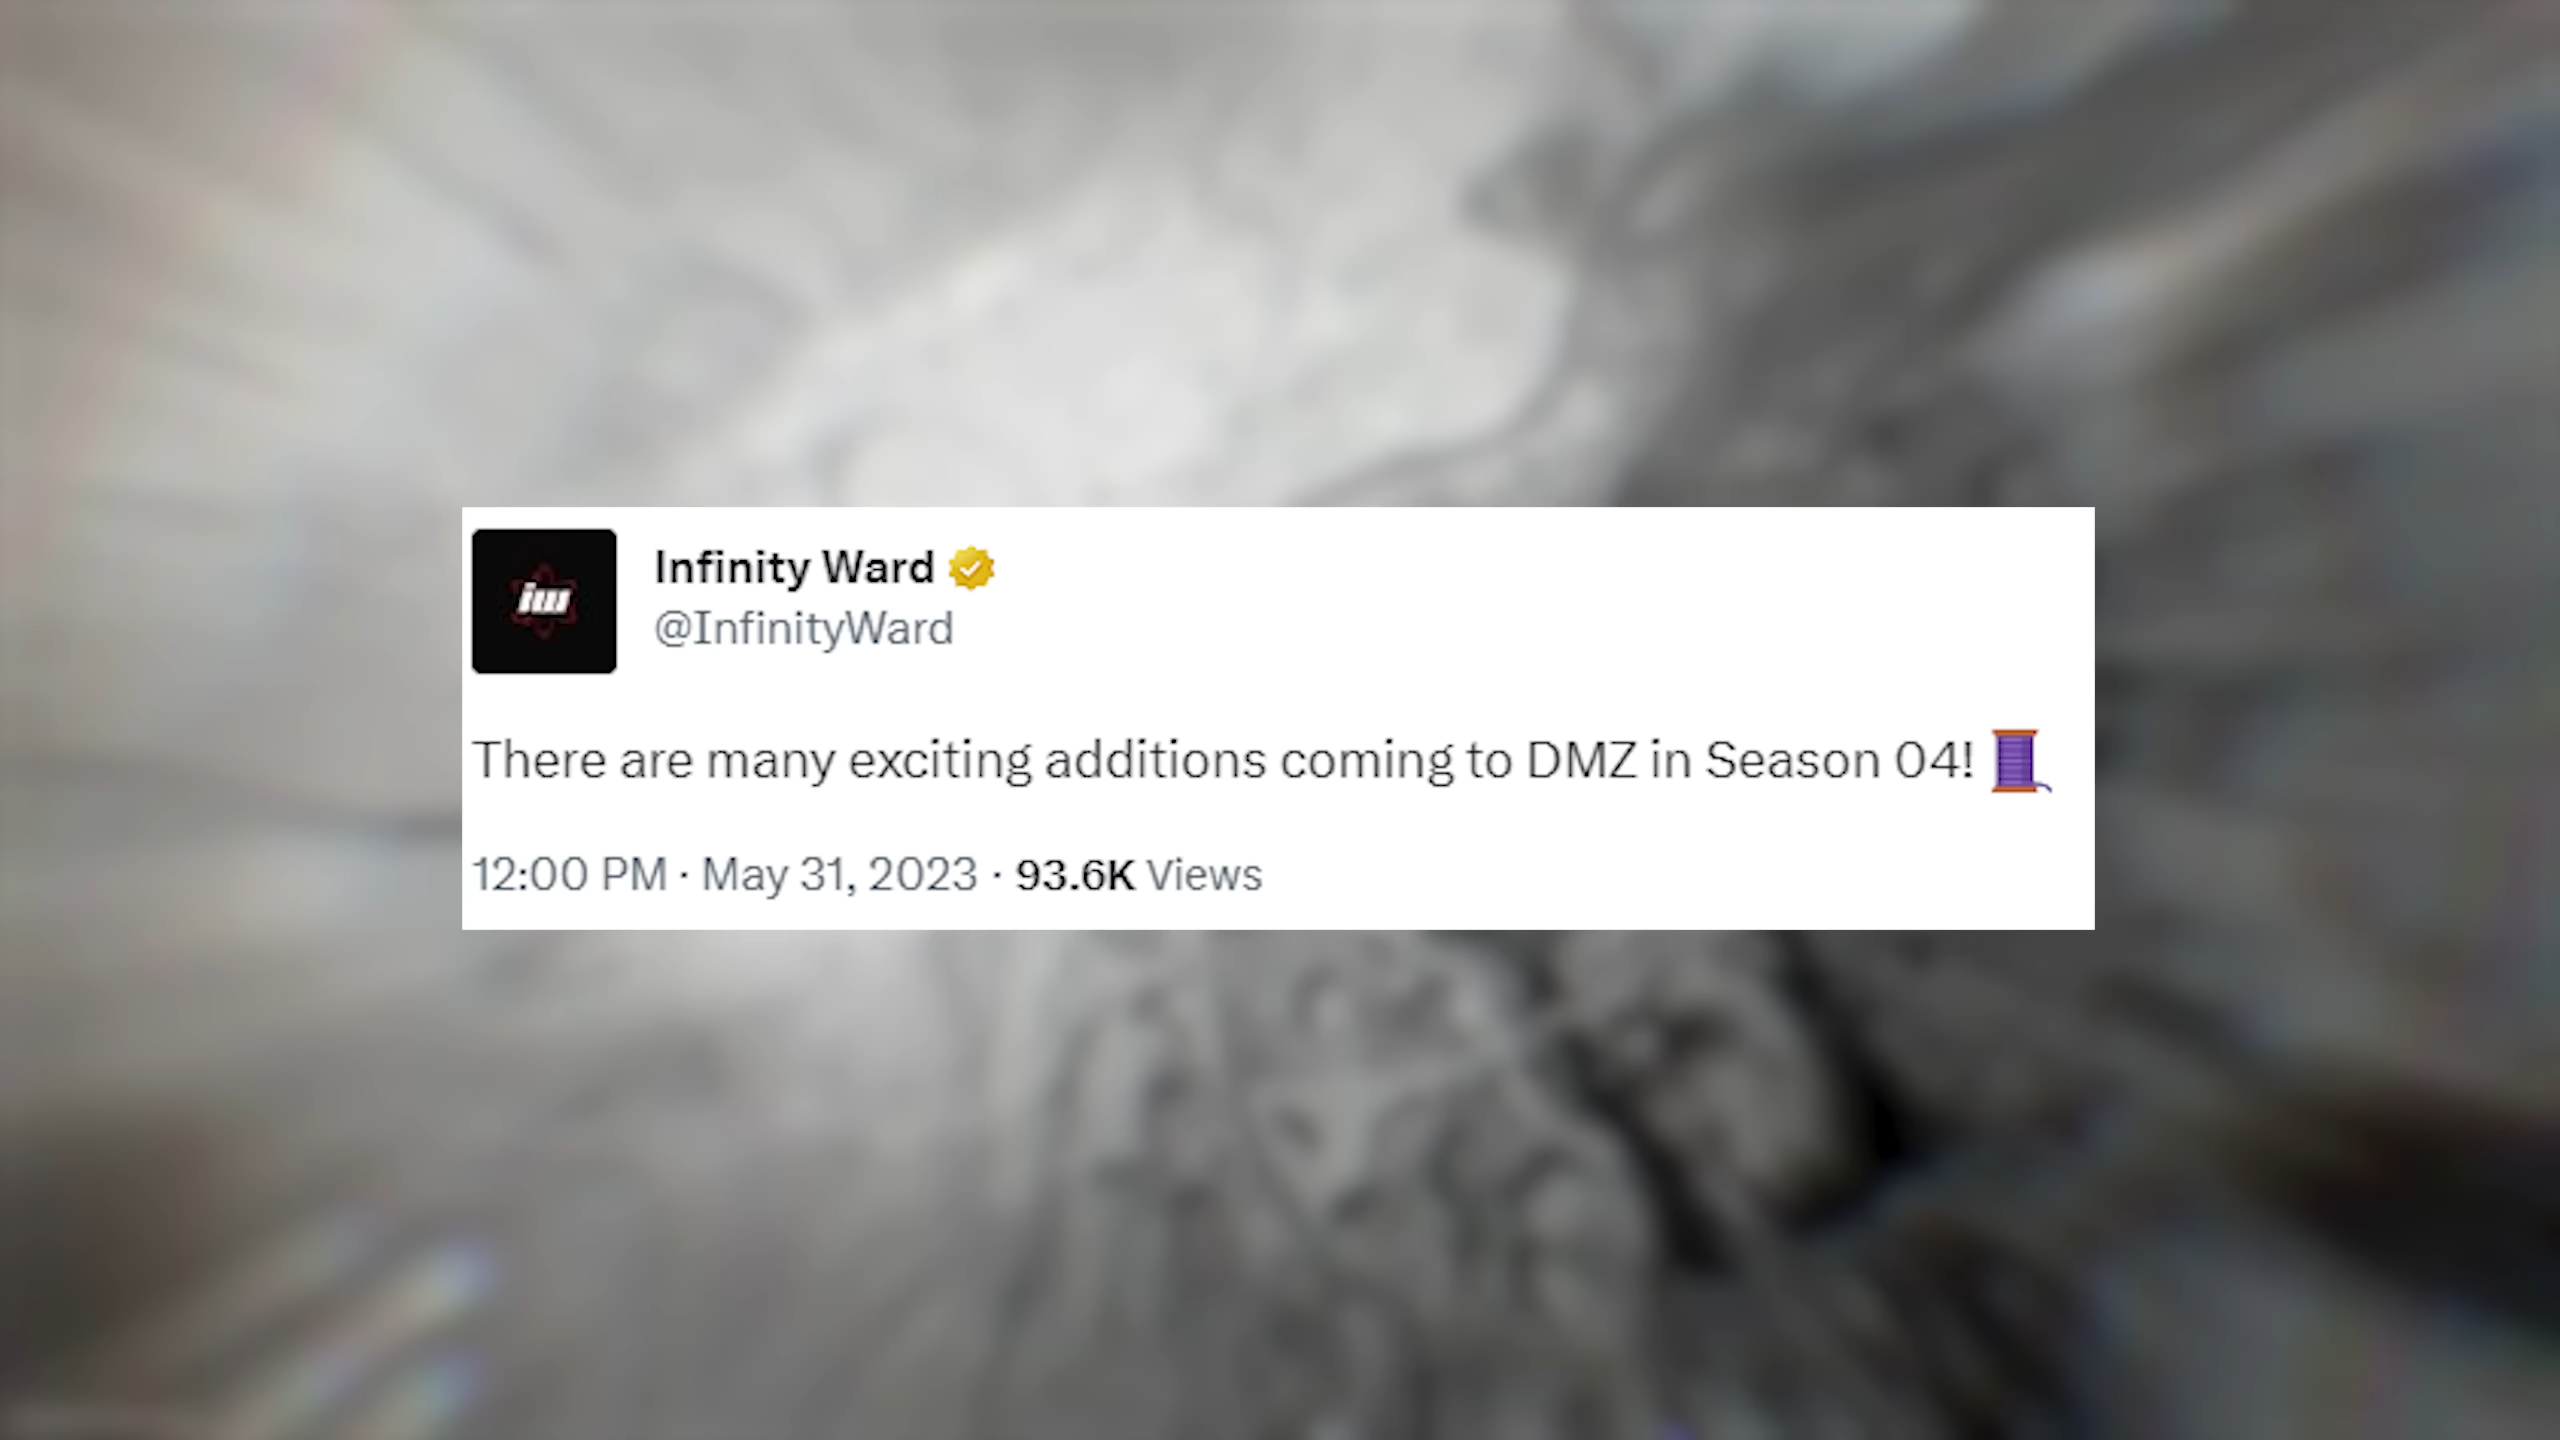 iw
Infinity Ward
@InfinityWard
There are many exciting additions coming to DMZ in Season 04! 🧵
12:00 PM · May 31, 2023 · 93.6K Views